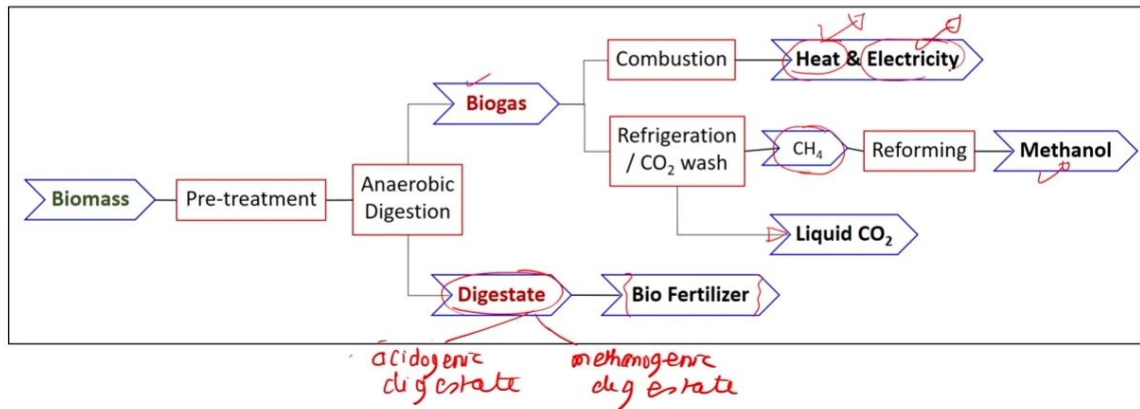 Combustion
Heat & Electricity
Biogas
Refrigeration
/ CO₂ wash
CH₄
Reforming
Methanol
Biomass
Pre-treatment
Anaerobic
Digestion
Liquid CO₂
Digestate
Bio Fertilizer
acidogenic
digestate
methanogenic
digestate